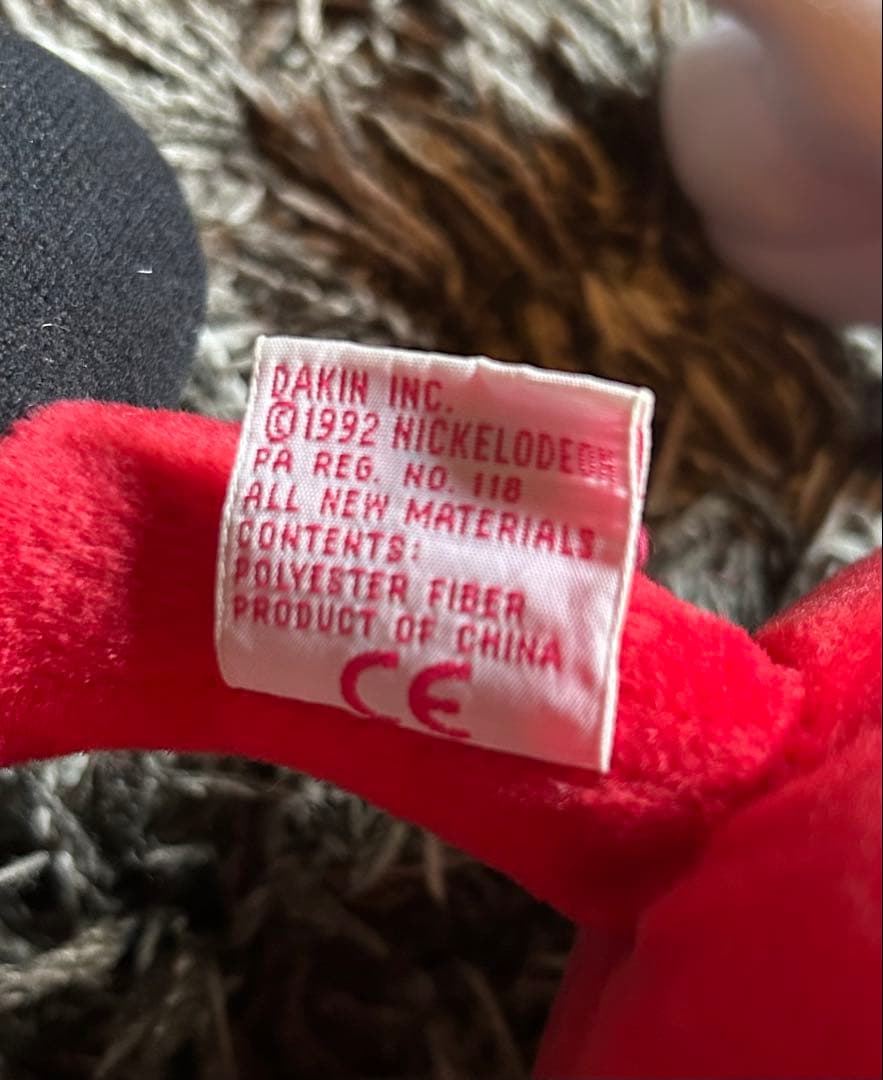 DAKIN INC.
©1992 NICKELODEON
PA REG. NO. 118
ALL NEW MATERIALS
CONTENTS:
POLYESTER FIBER
PRODUCT OF CHINA
CE